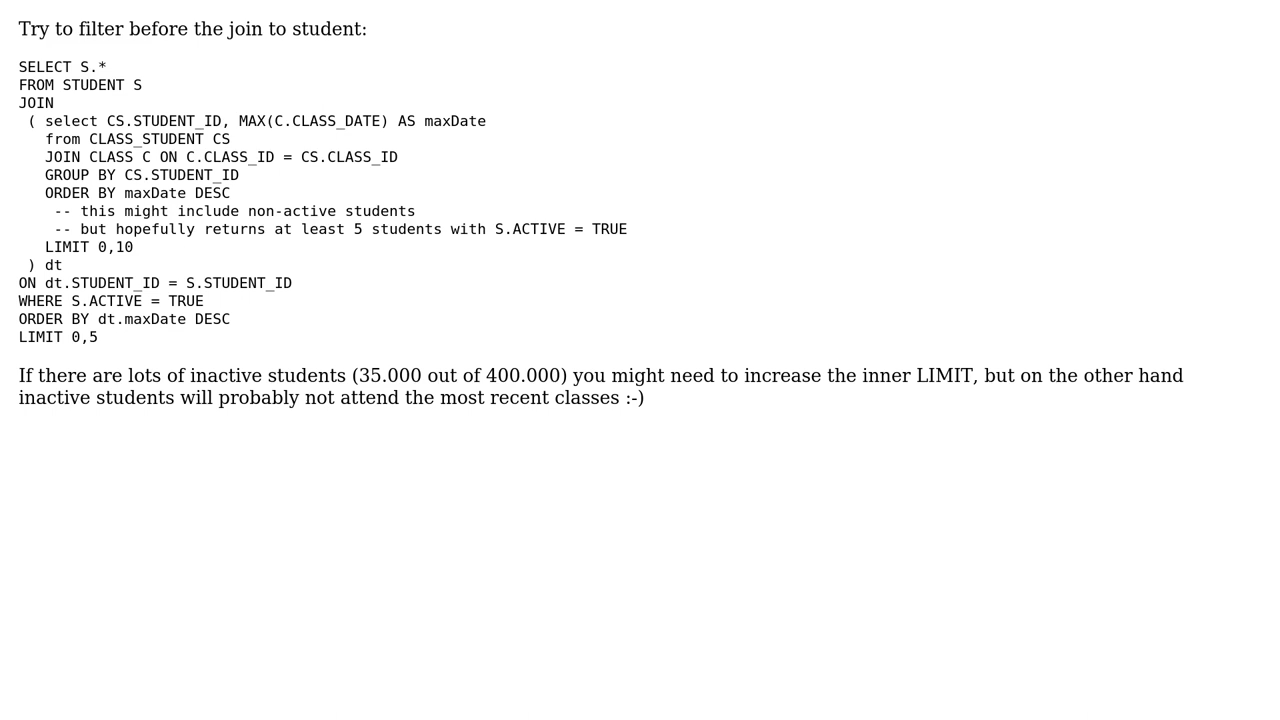 Try to filter before the join to student:
SELECT S.*
FROM STUDENT S
JOIN
 ( select CS.STUDENT_ID, MAX(C.CLASS_DATE) AS maxDate
   from CLASS_STUDENT CS
   JOIN CLASS C ON C.CLASS_ID = CS.CLASS_ID
   GROUP BY CS.STUDENT_ID
   ORDER BY maxDate DESC
    -- this might include non-active students
    -- but hopefully returns at least 5 students with S.ACTIVE = TRUE
   LIMIT 0,10
 ) dt
ON dt.STUDENT_ID = S.STUDENT_ID
WHERE S.ACTIVE = TRUE
ORDER BY dt.maxDate DESC
LIMIT 0,5
If there are lots of inactive students (35.000 out of 400.000) you might need to increase the inner LIMIT, but on the other hand
inactive students will probably not attend the most recent classes :-)